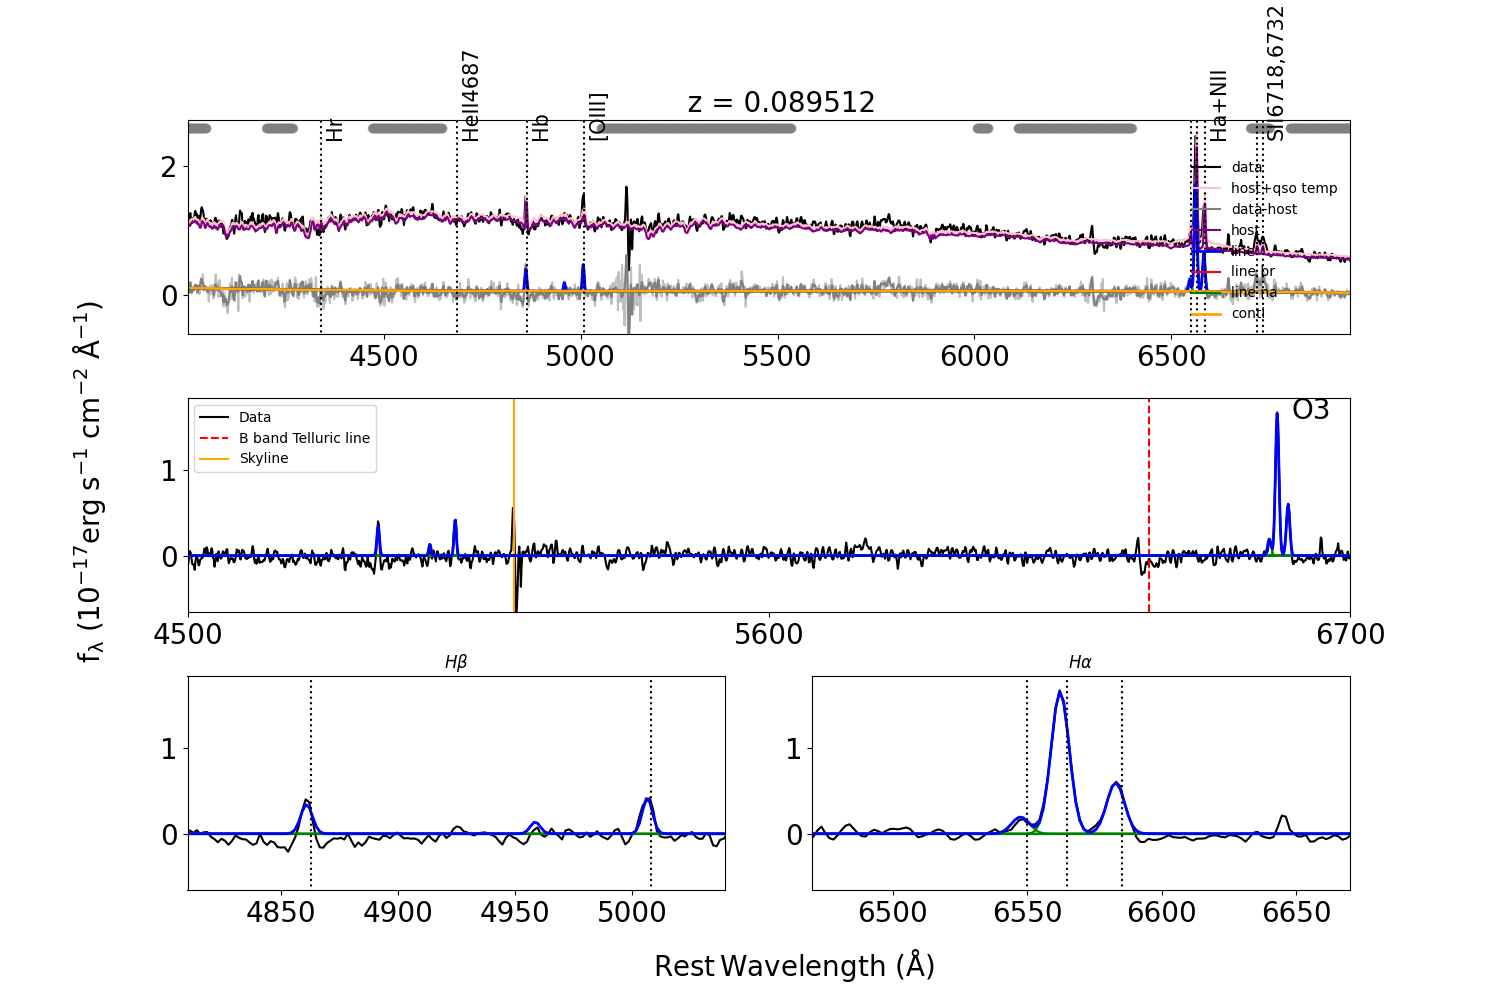 z = 0.089512
Hr
HeII4687
Hb
[OIII]
Ha+NII
SII6718,6732
data
host+qso temp
data-host
host
line
line br
line na
conti
2
0
4500
5000
5500
6000
6500
O3
Data
B band Telluric line
Skyline
1
0
4500
5600
6700
fλ (10⁻¹⁷erg s⁻¹ cm⁻² Å⁻¹)
Hβ
1
0
4850
4900
4950
5000
Hα
1
0
6500
6550
6600
6650
Rest Wavelength (Å)